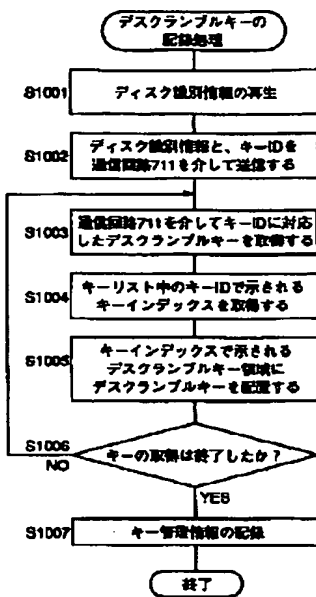 デスクランブルキーの
記録処理
S1001
ディスク識別情報の再生
S1002
ディスク識別情報と、キーIDを
通信回路711を介して送信する
S1003
通信回路711を介してキーIDに対応
したデスクランブルキーを取得する
S1004
キーリスト中のキーIDで示される
キーインデックスを取得する
S1005
キーインデックスで示される
デスクランブルキー領域に
デスクランブルキーを配置する
S1006
キーの取得は終了したか?
NO
YES
S1007
キー管理情報の記録
終了